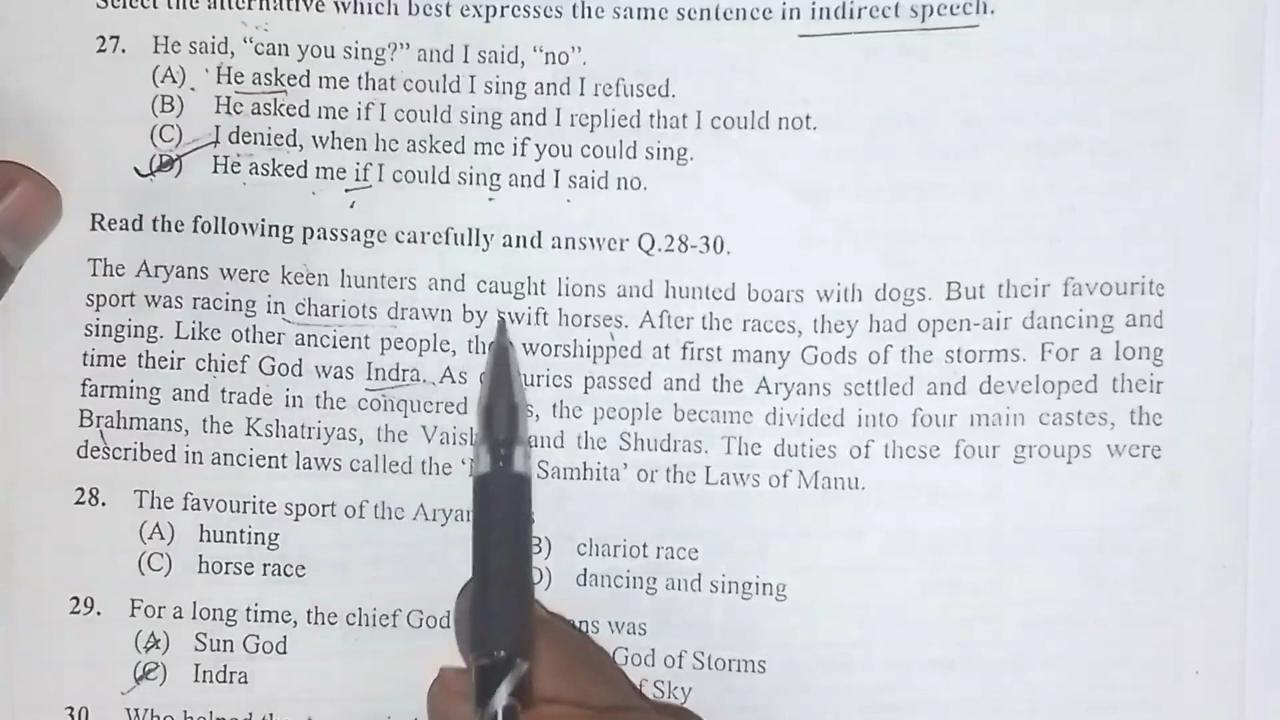 Select the alternative which best expresses the same sentence in indirect speech.
27. He said, “can you sing?” and I said, “no”.
(A) He asked me that could I sing and I refused.
(B) He asked me if I could sing and I replied that I could not.
(C) I denied, when he asked me if you could sing.
(D) He asked me if I could sing and I said no.
Read the following passage carefully and answer Q.28-30.
The Aryans were keen hunters and caught lions and hunted boars with dogs. But their favourite
sport was racing in chariots drawn by swift horses. After the races, they had open-air dancing and
singing. Like other ancient people, they worshipped at first many Gods of the storms. For a long
time their chief God was Indra. As centuries passed and the Aryans settled and developed their
farming and trade in the conquered the people became divided into four main castes, the
Brahmans, the Kshatriyas, the and the Shudras. The duties of these four groups were
described in ancient laws called the Samhita’ or the Laws of Manu.
28. The favourite sport of the
(A) hunting B) chariot race
(C) horse race D) dancing and singing
29. For a long time, the chief God was
(A) Sun God God of Storms
(C) Indra Sky
30. Who helped